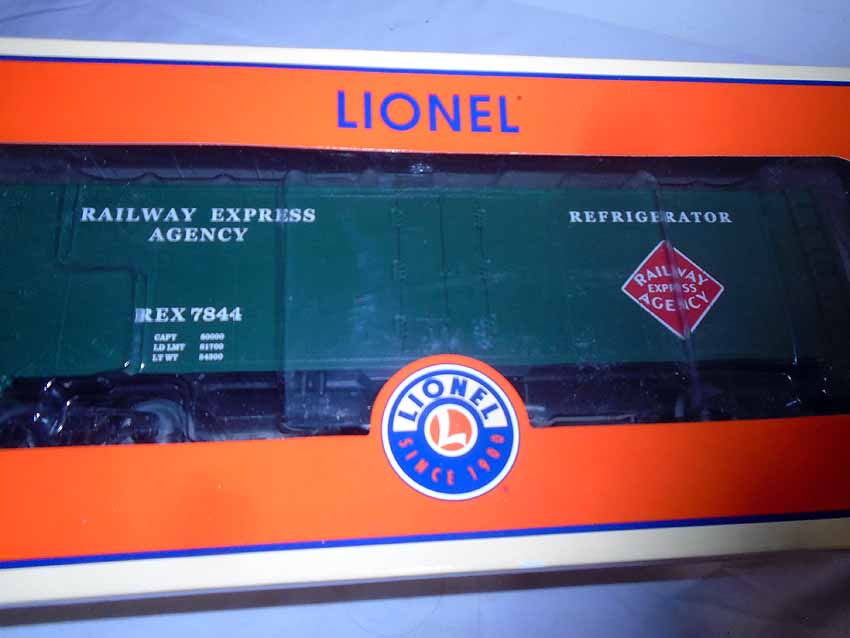 LIONEL
RAILWAY EXPRESS
AGENCY
REX 7844
CAPT 80000
LD LMT 81700
LT WT 54300
REFRIGERATOR
RAILWAY
EXPRESS
AGENCY
LIONEL
L
SINCE 1900